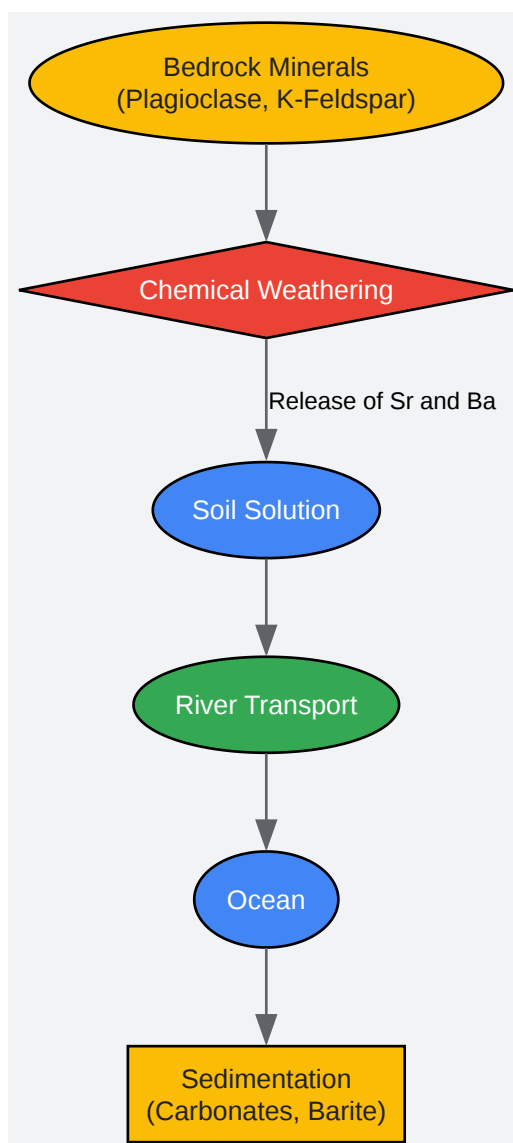 Bedrock Minerals
(Plagioclase, K-Feldspar)
Chemical Weathering
Release of Sr and Ba
Soil Solution
River Transport
Ocean
Sedimentation
(Carbonates, Barite)